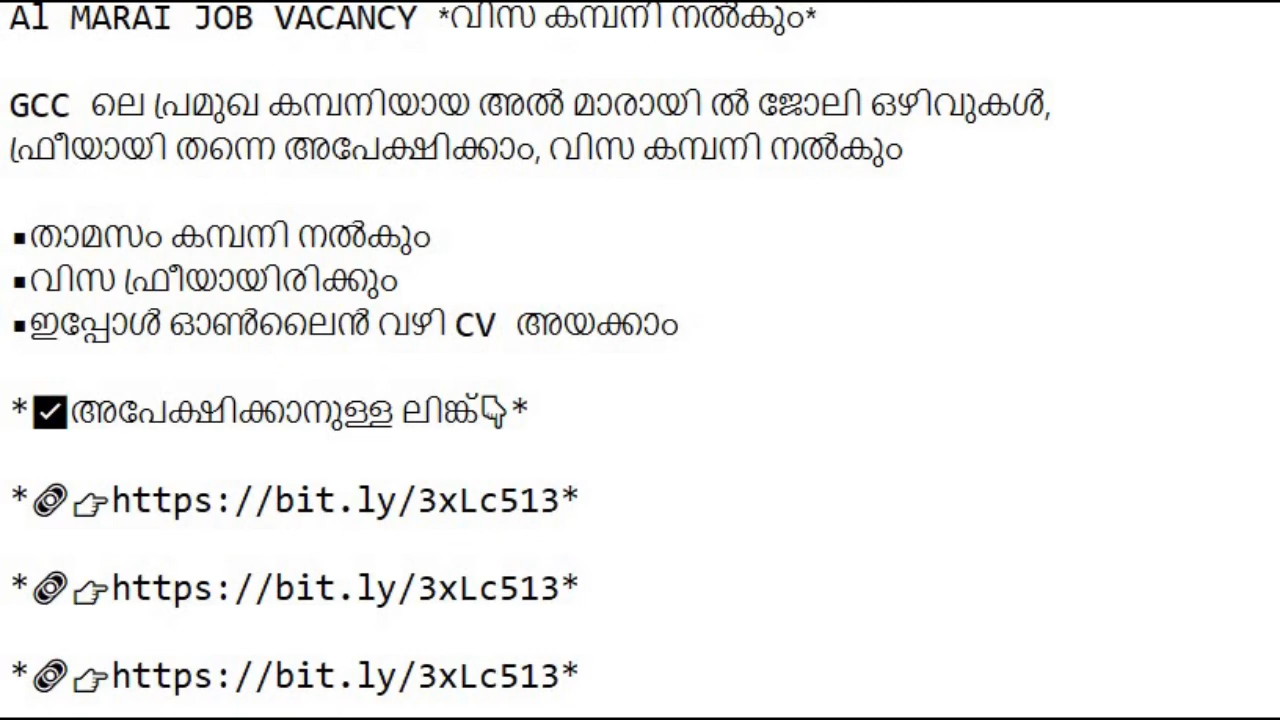 Al MARAI JOB VACANCY *വിസ കമ്പനി നൽകും*
GCC ലെ പ്രമുഖ കമ്പനിയായ അൽ മാരായി ൽ ജോലി ഒഴിവുകൾ,
ഫ്രീയായി തന്നെ അപേക്ഷിക്കാം, വിസ കമ്പനി നൽകും
▪താമസം കമ്പനി നൽകും
▪വിസ ഫ്രീയായിരിക്കും
▪ഇപ്പോൾ ഓൺലൈൻ വഴി CV അയക്കാം
*✅അപേക്ഷിക്കാനുള്ള ലിങ്ക്👇*
*📎👉https://bit.ly/3xLc513*
*📎👉https://bit.ly/3xLc513*
*📎👉https://bit.ly/3xLc513*